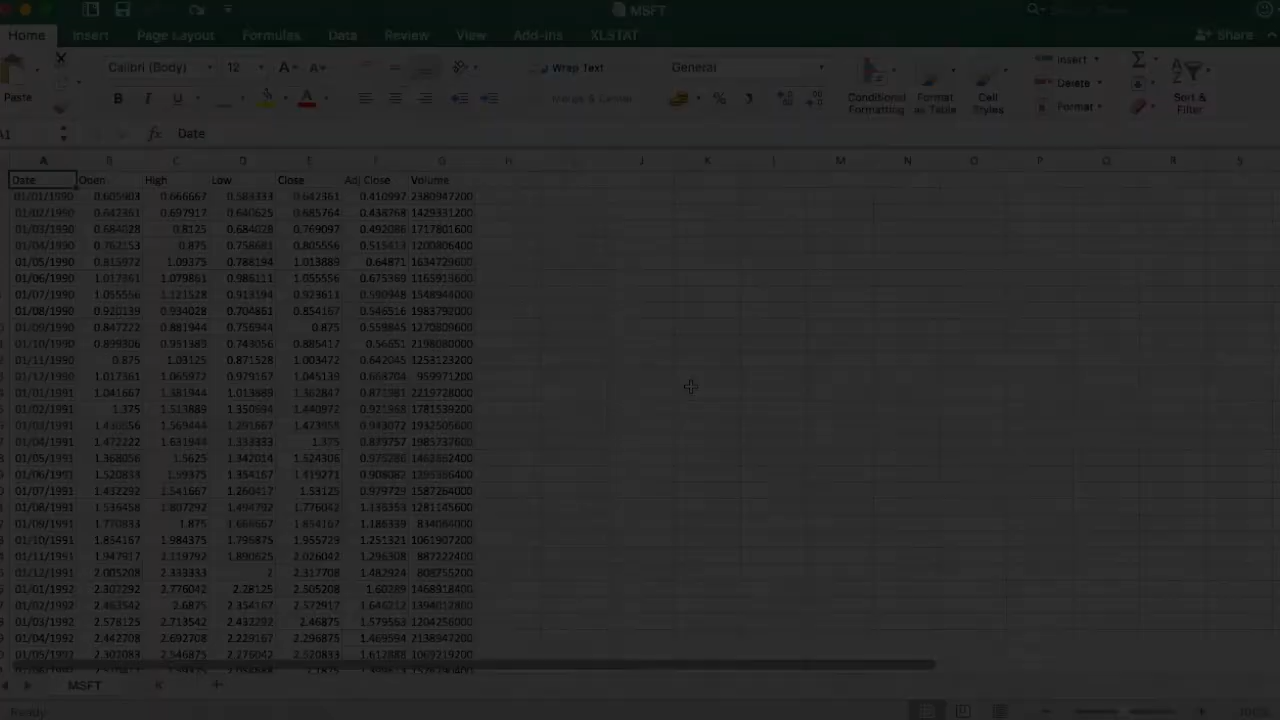 MSFT
Home Insert Page Layout Formulas Data Review View Add-ins XLSTAT Share
Calibri (Body) 12 Wrap Text General Insert
Paste Merge & Center Conditional Formatting Format as Table Cell Styles Delete Format Sort & Filter
A1 fx Date
A B C D E F G H I J K L M N O P Q R S
Date Open High Low Close Adj Close Volume
01/01/1990 0.605903 0.666667 0.583333 0.642361 0.410997 2380947200
01/02/1990 0.642361 0.697917 0.640625 0.685764 0.438768 1429331200
01/03/1990 0.684028 0.8125 0.684028 0.769097 0.492086 1717801600
01/04/1990 0.762153 0.875 0.758681 0.805556 0.515413 1200806400
01/05/1990 0.815972 1.09375 0.788194 1.013889 0.64871 1634729600
01/06/1990 1.017361 1.079861 0.986111 1.055556 0.675369
01/07/1990 1.055556 1.121528 0.913194 0.923611 0.590948 1548944000
01/08/1990 0.920139 0.934028 0.704861 0.854167 0.546516 1983792000
01/09/1990 0.847222 0.881944 0.755944 0.875 0.559845 1270809600
01/10/1990 0.899306 0.951389 0.743056 0.885417 0.56651 2198080000
01/11/1990 0.875 1.03125 0.871528 1.003472 0.642045 1253123200
01/12/1990 1.017361 1.065972 0.979167 1.045139 0.668704 959971200
01/01/1991 1.041667 1.381944 1.013889 1.362847 0.871981 2219728000
01/02/1991 1.375 1.513889 1.350694 1.440972 0.921968 1781539200
01/03/1991 1.569444 1.291667 1.473958 0.943072 1932505600
01/04/1991 1.472222 1.631944 1.333333 1.375 0.879757 1985737600
01/05/1991 1.368056 1.5625 1.342014 1.524306 0.975286
01/06/1991 1.520833 1.59375 1.354167 1.419271 0.908082
01/07/1991 1.432292 1.541667 1.260417 1.53125 0.979729 1587264000
01/08/1991 1.536458 1.807292 1.494792 1.776042 1281145600
01/09/1991 1.770833 1.875 1.666667 1.854167 1.186339 834064000
01/10/1991 1.854167 1.984375 1.796875 1.955729 1.251321 1061907200
01/11/1991 1.947917 2.119792 1.890625 2.026042 1.296308 887222400
01/12/1991 2.005208 2.333333 2 2.317708 1.482924 808755200
01/01/1992 2.307292 2.776042 2.28125 2.505208 1.60289 1468918400
01/02/1992 2.463542 2.6875 2.354167 2.572917 1.646212 1394012800
01/03/1992 2.578125 2.713542 2.437292 2.46875 1.579563 1204256000
01/04/1992 2.442708 2.692708 2.229167 2.296875 1.469594 2138947200
01/05/1992 2.302083 2.546875 2.276042 2.520833 1.612888 1069219200
MSFT K
Ready